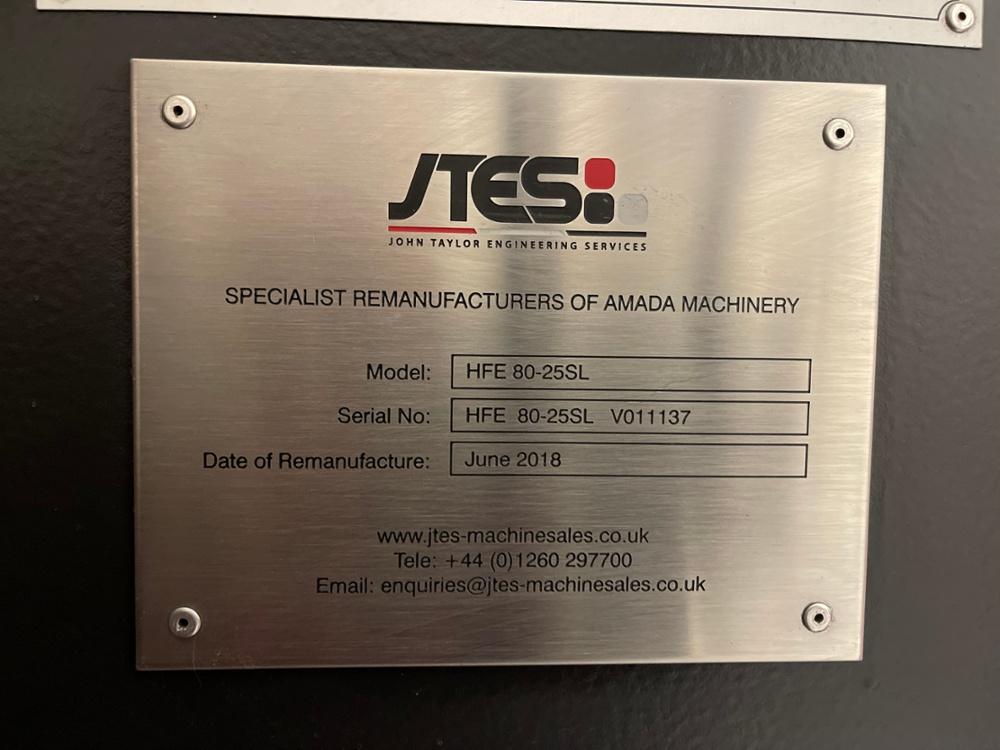 JTES
JOHN TAYLOR ENGINEERING SERVICES
SPECIALIST REMANUFACTURERS OF AMADA MACHINERY
Model: HFE 80-25SL
Serial No: HFE 80-25SL V011137
Date of Remanufacture: June 2018
www.jtes-machinesales.co.uk
Tele: +44 (0)1260 297700
Email: enquiries@jtes-machinesales.co.uk